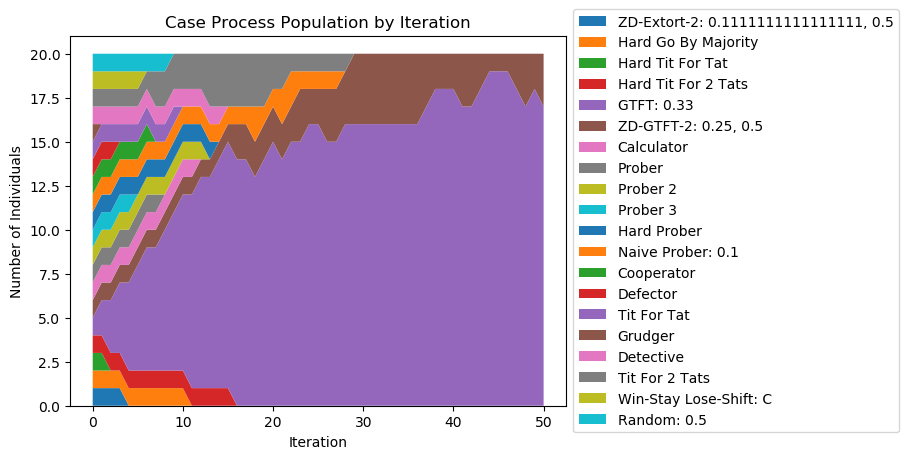 Case Process Population by Iteration
Number of Individuals
20.0
17.5
15.0
12.5
10.0
7.5
5.0
2.5
0.0
0
10
20
30
40
50
Iteration
ZD-Extort-2: 0.1111111111111111, 0.5
Hard Go By Majority
Hard Tit For Tat
Hard Tit For 2 Tats
GTFT: 0.33
ZD-GTFT-2: 0.25, 0.5
Calculator
Prober
Prober 2
Prober 3
Hard Prober
Naive Prober: 0.1
Cooperator
Defector
Tit For Tat
Grudger
Detective
Tit For 2 Tats
Win-Stay Lose-Shift: C
Random: 0.5